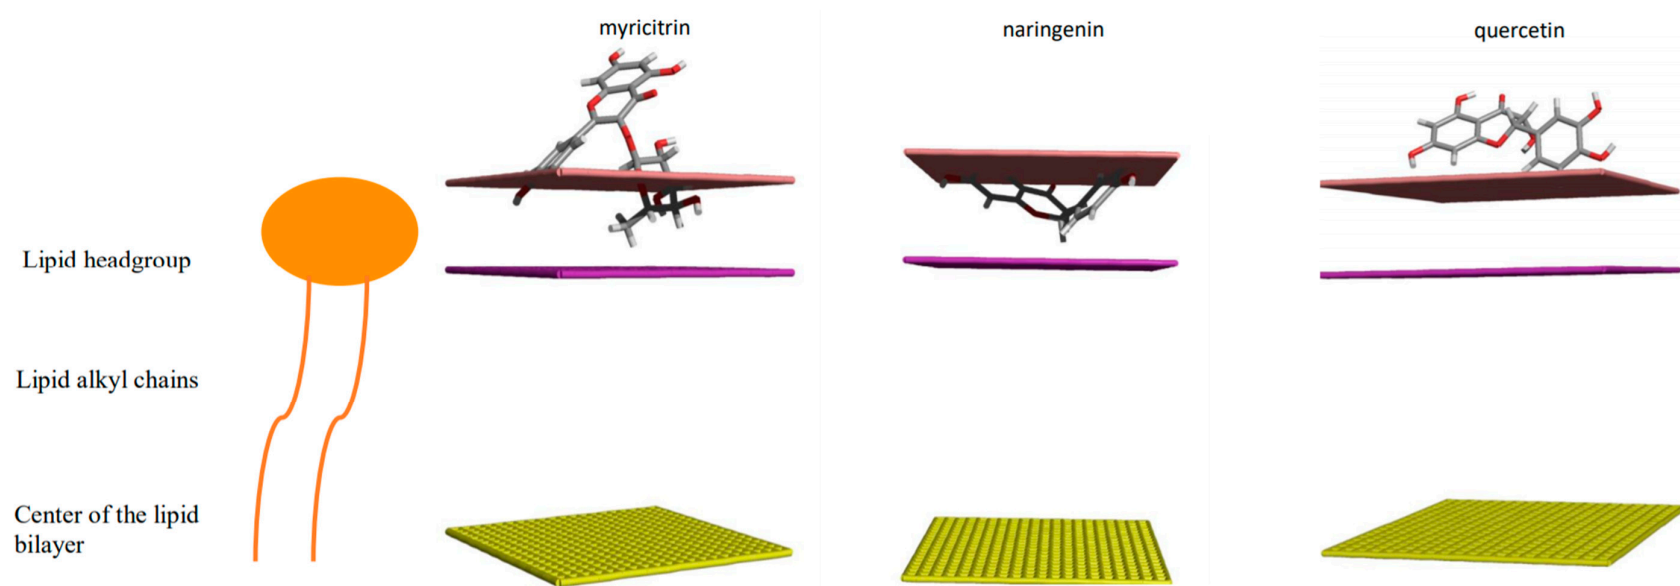 myricitrin
naringenin
quercetin
Lipid headgroup
Lipid alkyl chains
Center of the lipid
bilayer